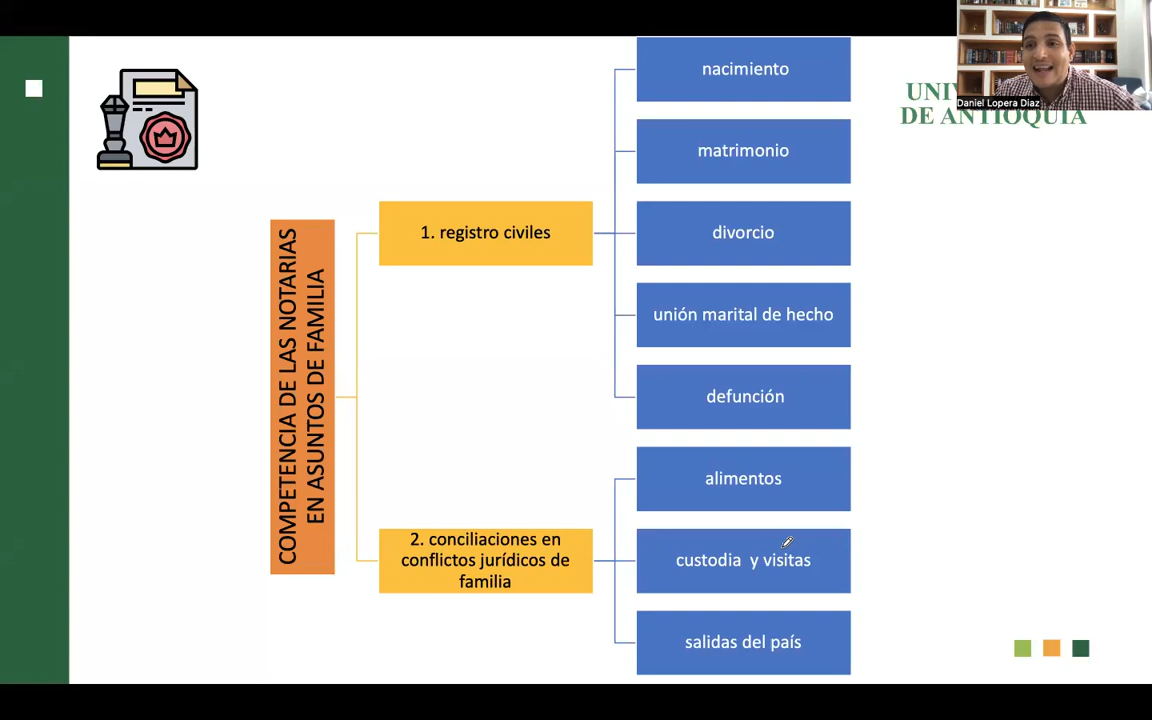 COMPETENCIA DE LAS NOTARIAS
EN ASUNTOS DE FAMILIA
1. registro civiles
nacimiento
matrimonio
divorcio
unión marital de hecho
defunción
2. conciliaciones en
conflictos jurídicos de
familia
alimentos
custodia y visitas
salidas del país
Daniel Lopera Diaz
DE ANTIOQUIA